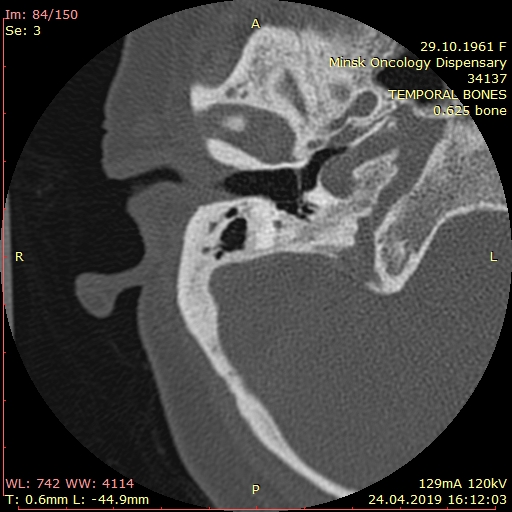 Im: 84/150
Se: 3
A
29.10.1961 F
Minsk Oncology Dispensary
34137
TEMPORAL BONES
0.625 bone
R
L
WL: 742 WW: 4114
T: 0.6mm L: -44.9mm
P
129mA 120kV
24.04.2019 16:12:03